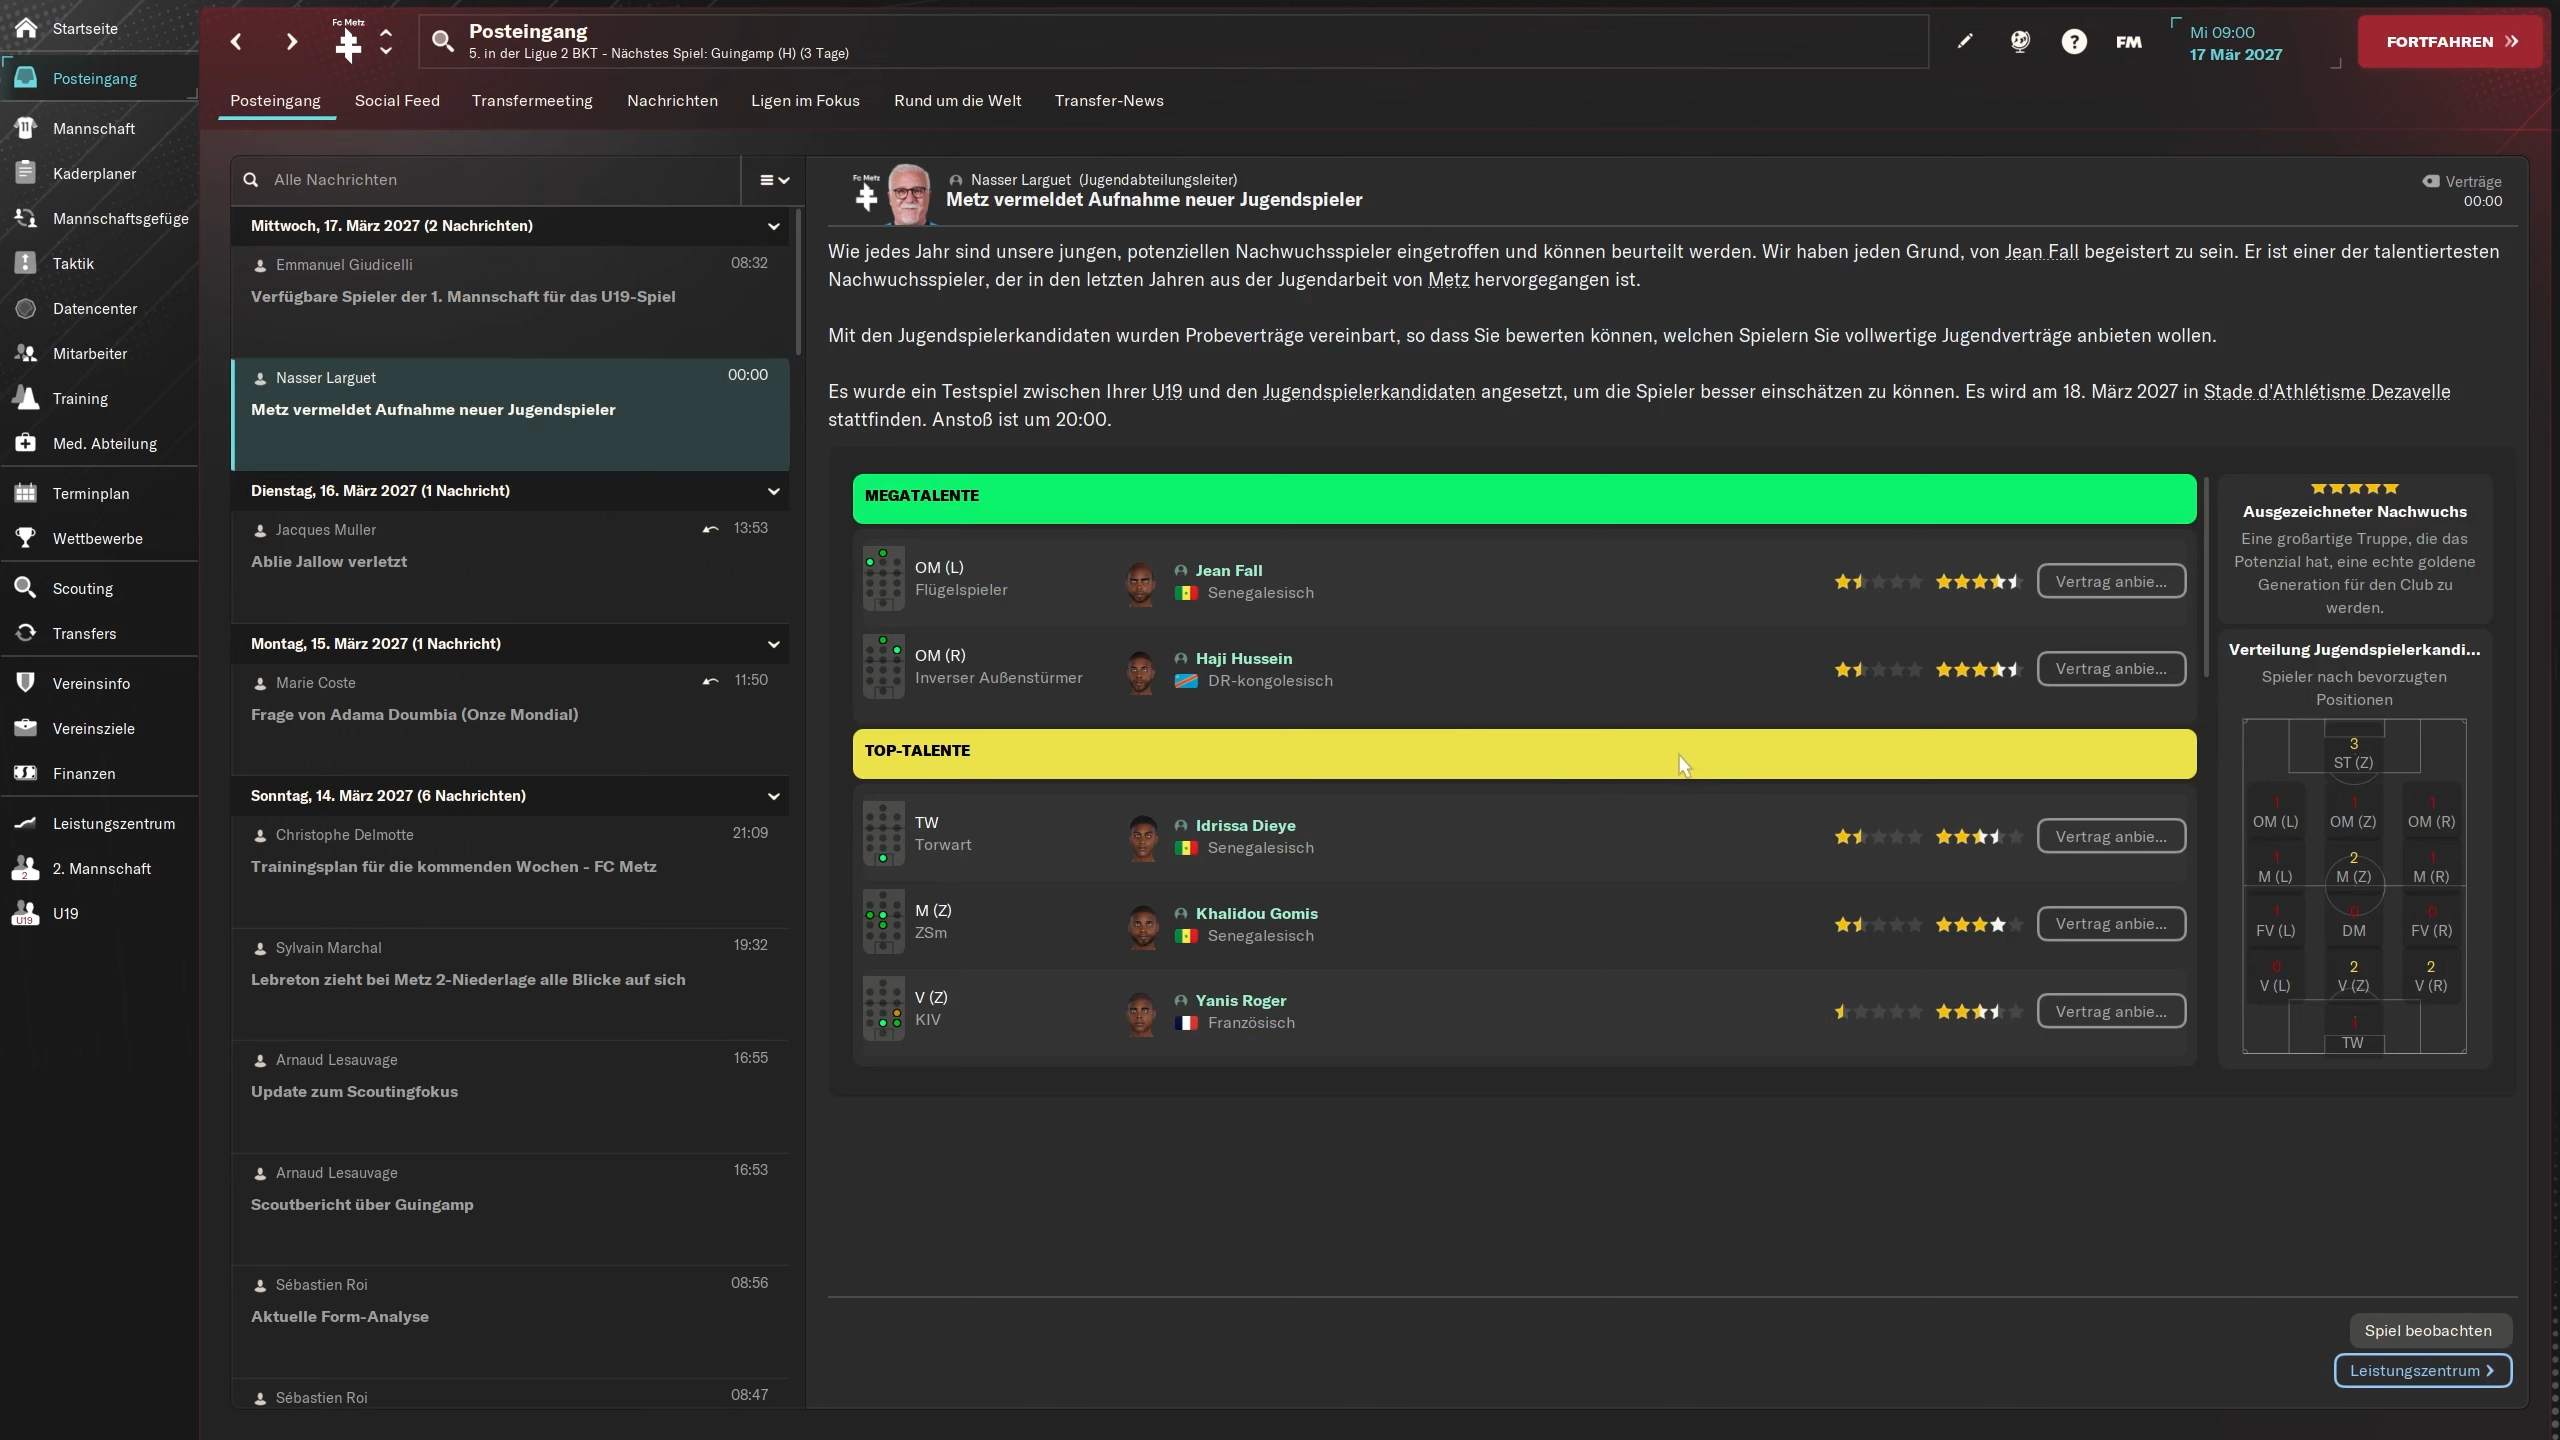 Startseite
Posteingang
Mannschaft
Kaderplaner
Mannschaftsgefüge
Taktik
Datencenter
Mitarbeiter
Training
Med. Abteilung
Terminplan
Wettbewerbe
Scouting
Transfers
Vereinsinfo
Vereinsziele
Finanzen
Leistungszentrum
2
2. Mannschaft
U19
U19
Fc Metz
Posteingang
5. in der Ligue 2 BKT - Nächstes Spiel: Guingamp (H) (3 Tage)
?
FM
Mi 09:00
17 Mär 2027
FORTFAHREN
Posteingang
Social Feed
Transfermeeting
Nachrichten
Ligen im Fokus
Rund um die Welt
Transfer-News
Alle Nachrichten
Mittwoch, 17. März 2027 (2 Nachrichten)
Emmanuel Giudicelli
08:32
Verfügbare Spieler der 1. Mannschaft für das U19-Spiel
Nasser Larguet
00:00
Metz vermeldet Aufnahme neuer Jugendspieler
Dienstag, 16. März 2027 (1 Nachricht)
Jacques Muller
13:53
Ablie Jallow verletzt
Montag, 15. März 2027 (1 Nachricht)
Marie Coste
11:50
Frage von Adama Doumbia (Onze Mondial)
Sonntag, 14. März 2027 (6 Nachrichten)
Christophe Delmotte
21:09
Trainingsplan für die kommenden Wochen - FC Metz
Sylvain Marchal
19:32
Lebreton zieht bei Metz 2-Niederlage alle Blicke auf sich
Arnaud Lesauvage
16:55
Update zum Scoutingfokus
Arnaud Lesauvage
16:53
Scoutbericht über Guingamp
Sébastien Roi
08:56
Aktuelle Form-Analyse
Sébastien Roi
08:47
Fc Metz
Nasser Larguet (Jugendabteilungsleiter)
Metz vermeldet Aufnahme neuer Jugendspieler
Verträge
00:00
Wie jedes Jahr sind unsere jungen, potenziellen Nachwuchsspieler eingetroffen und können beurteilt werden. Wir haben jeden Grund, von Jean Fall begeistert zu sein. Er ist einer der talentiertesten
Nachwuchsspieler, der in den letzten Jahren aus der Jugendarbeit von Metz hervorgegangen ist.
Mit den Jugendspielerkandidaten wurden Probeverträge vereinbart, so dass Sie bewerten können, welchen Spielern Sie vollwertige Jugendverträge anbieten wollen.
Es wurde ein Testspiel zwischen Ihrer U19 und den Jugendspielerkandidaten angesetzt, um die Spieler besser einschätzen zu können. Es wird am 18. März 2027 in Stade d'Athlétisme Dezavelle
stattfinden. Anstoß ist um 20:00.
MEGATALENTE
OM (L)
Flügelspieler
Jean Fall
Senegalesisch
Vertrag anbie...
OM (R)
Inverser Außenstürmer
Haji Hussein
DR-kongolesisch
Vertrag anbie...
TOP-TALENTE
TW
Torwart
Idrissa Dieye
Senegalesisch
Vertrag anbie...
M (Z)
ZSm
Khalidou Gomis
Senegalesisch
Vertrag anbie...
V (Z)
KIV
Yanis Roger
Französisch
Vertrag anbie...
Ausgezeichneter Nachwuchs
Eine großartige Truppe, die das
Potenzial hat, eine echte goldene
Generation für den Club zu
werden.
Verteilung Jugendspielerkandi...
Spieler nach bevorzugten
Positionen
3
ST (Z)
1 1 1
OM (L) OM (Z) OM (R)
1 2 1
M (L) M (Z) M (R)
1 0 0
FV (L) DM FV (R)
0 2 2
V (L) V (Z) V (R)
1
TW
Spiel beobachten
Leistungszentrum